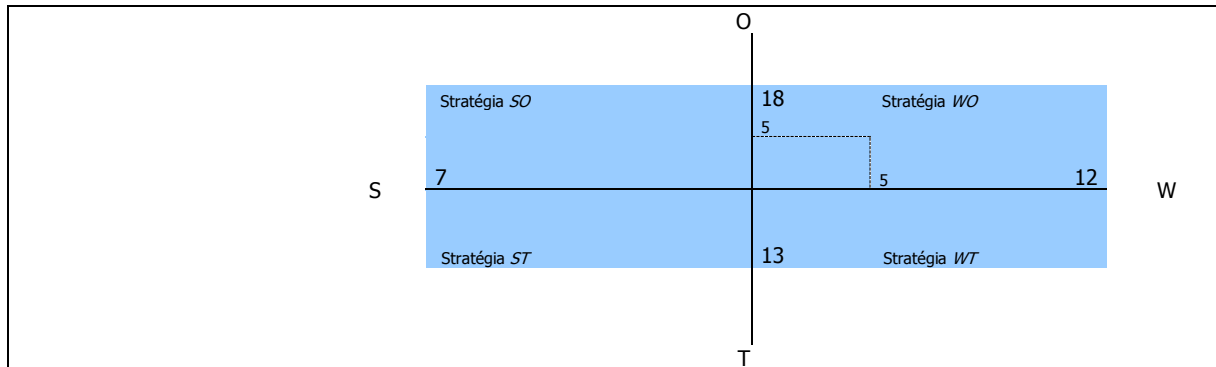 O
Stratégia SO
18
Stratégia WO
5
S
7
5
12
W
Stratégia ST
13
Stratégia WT
T